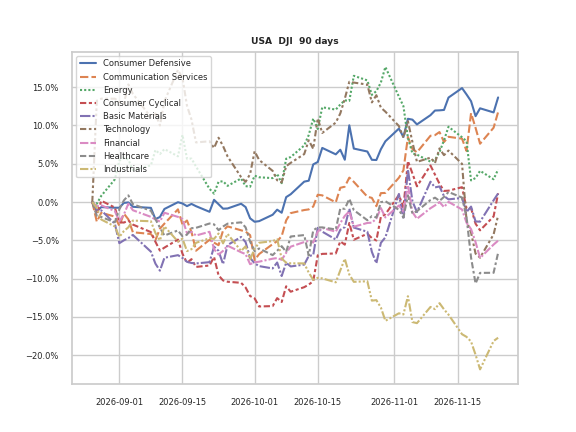 USA  DJI  90 days
Consumer Defensive
Communication Services
Energy
Consumer Cyclical
Basic Materials
Technology
Financial
Healthcare
Industrials
15.0%
10.0%
5.0%
0.0%
−5.0%
−10.0%
−15.0%
−20.0%
2026-09-01 2026-09-15 2026-10-01 2026-10-15 2026-11-01 2026-11-15